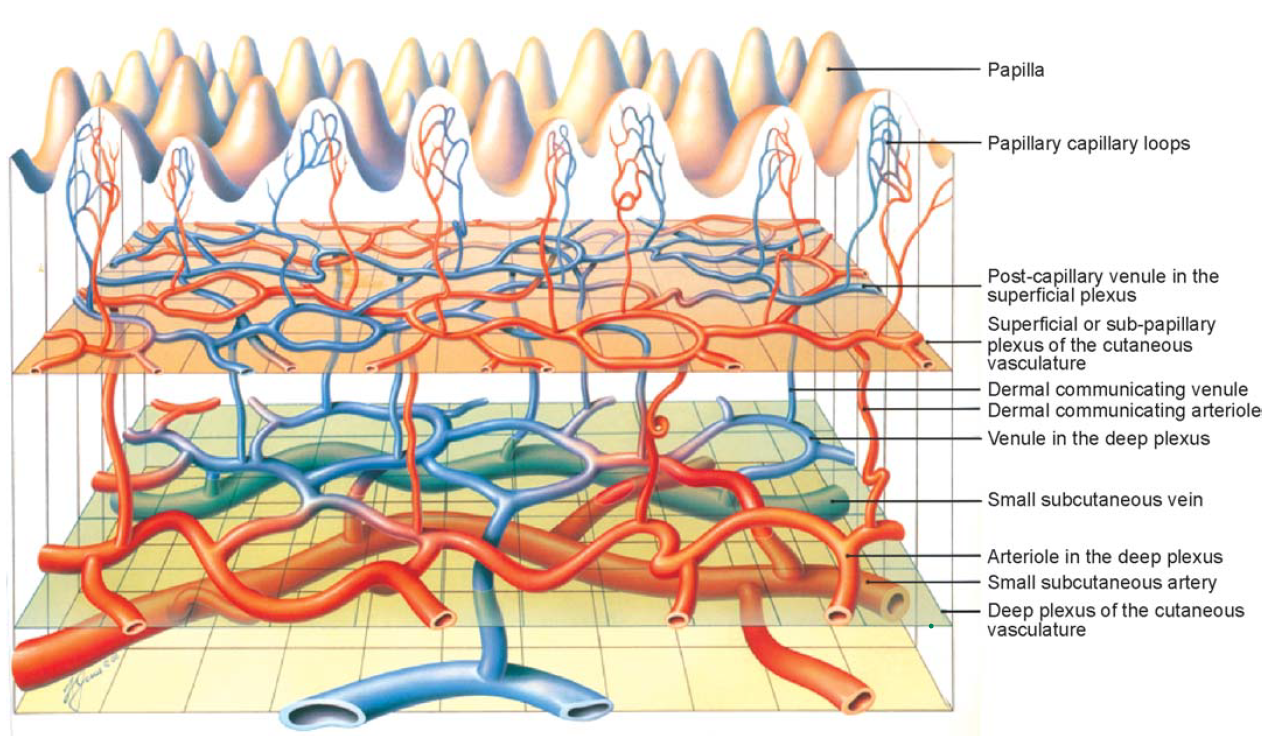 Papilla
Papillary capillary loops
Post-capillary venule in the
superficial plexus
Superficial or sub-papillary
plexus of the cutaneous
vasculature
Dermal communicating venule
Dermal communicating arteriole
Venule in the deep plexus
Small subcutaneous vein
Arteriole in the deep plexus
Small subcutaneous artery
Deep plexus of the cutaneous
vasculature